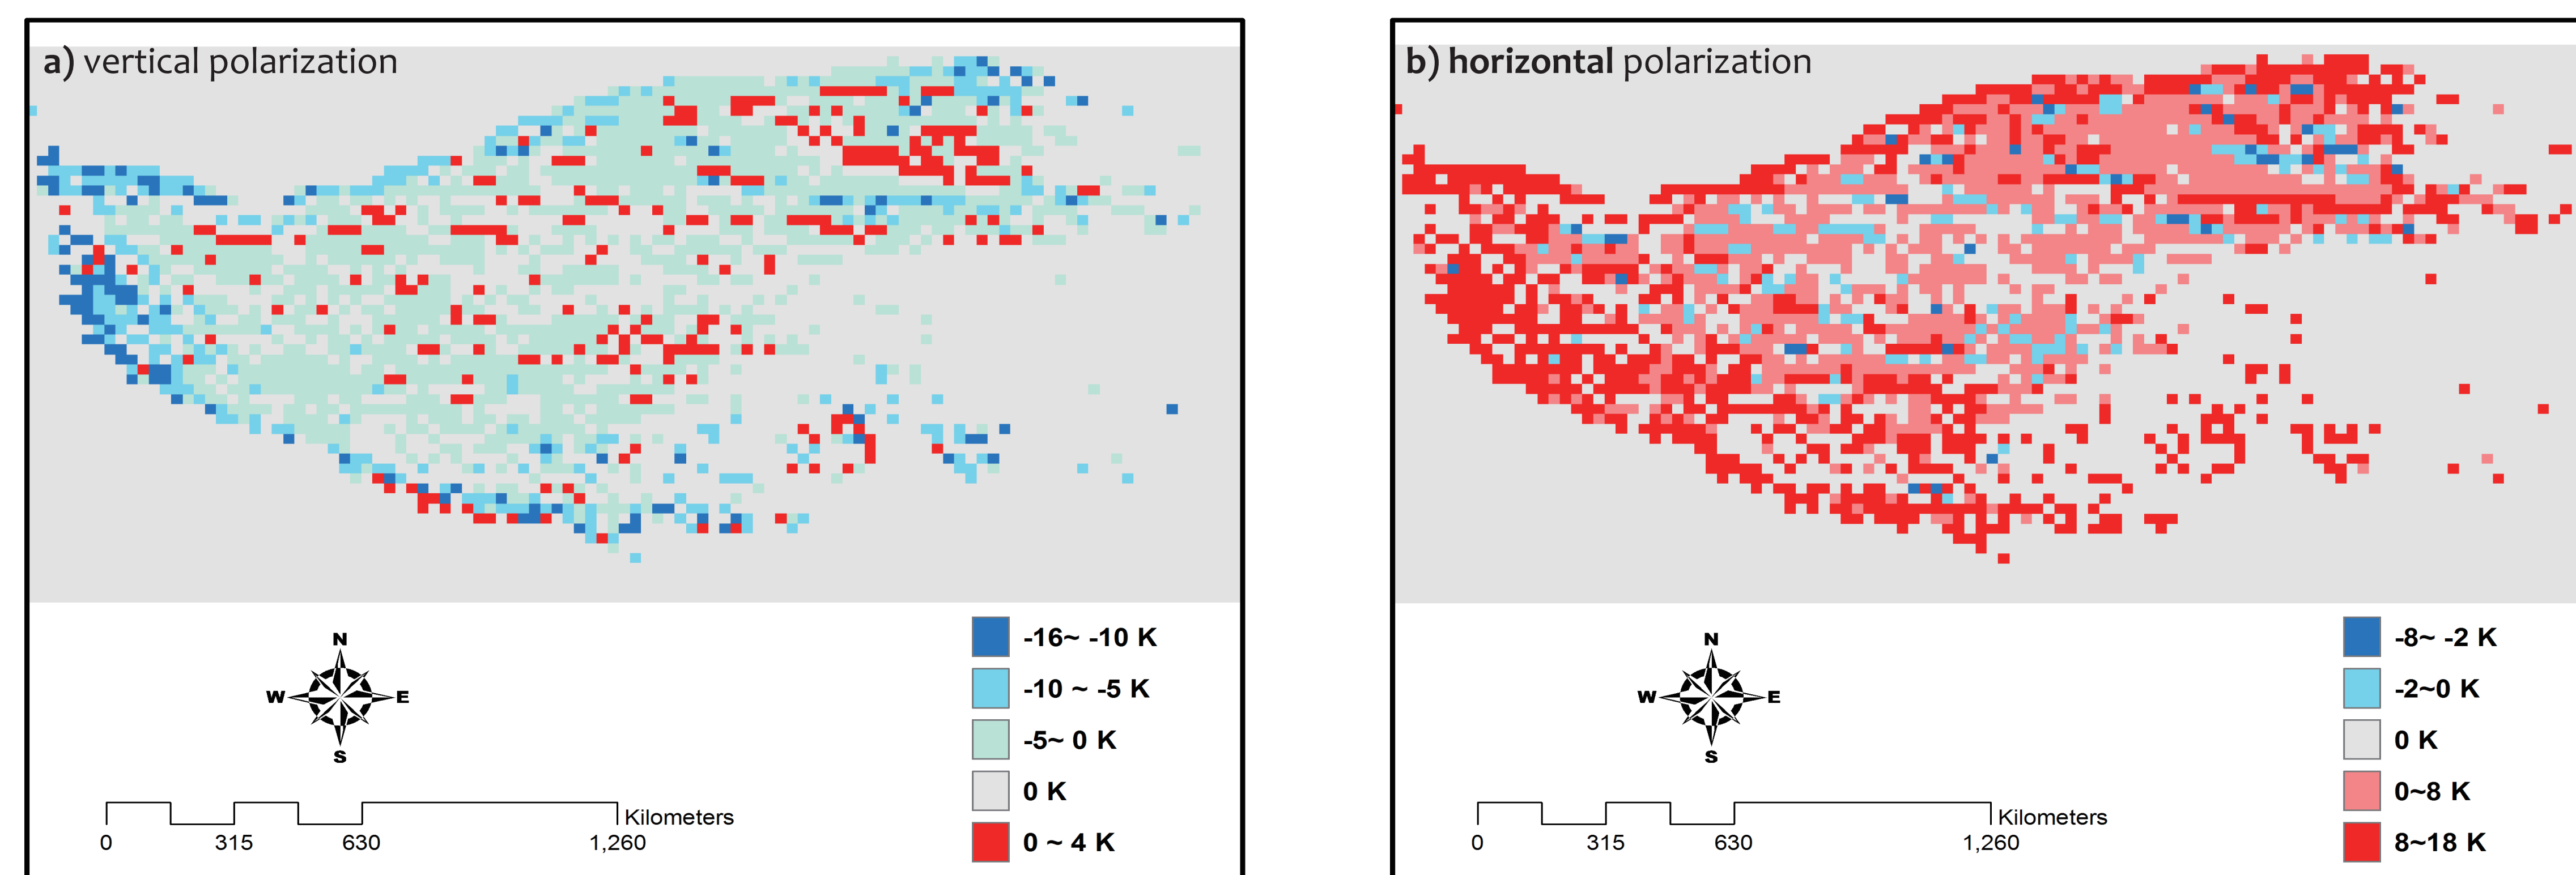 a) vertical polarization
N
W E
S
-16~ -10 K
-10 ~ -5 K
-5~ 0 K
0 K
0 ~ 4 K
Kilometers
0 315 630 1,260
b) horizontal polarization
N
W E
S
-8~ -2 K
-2~0 K
0 K
0~8 K
8~18 K
Kilometers
0 315 630 1,260